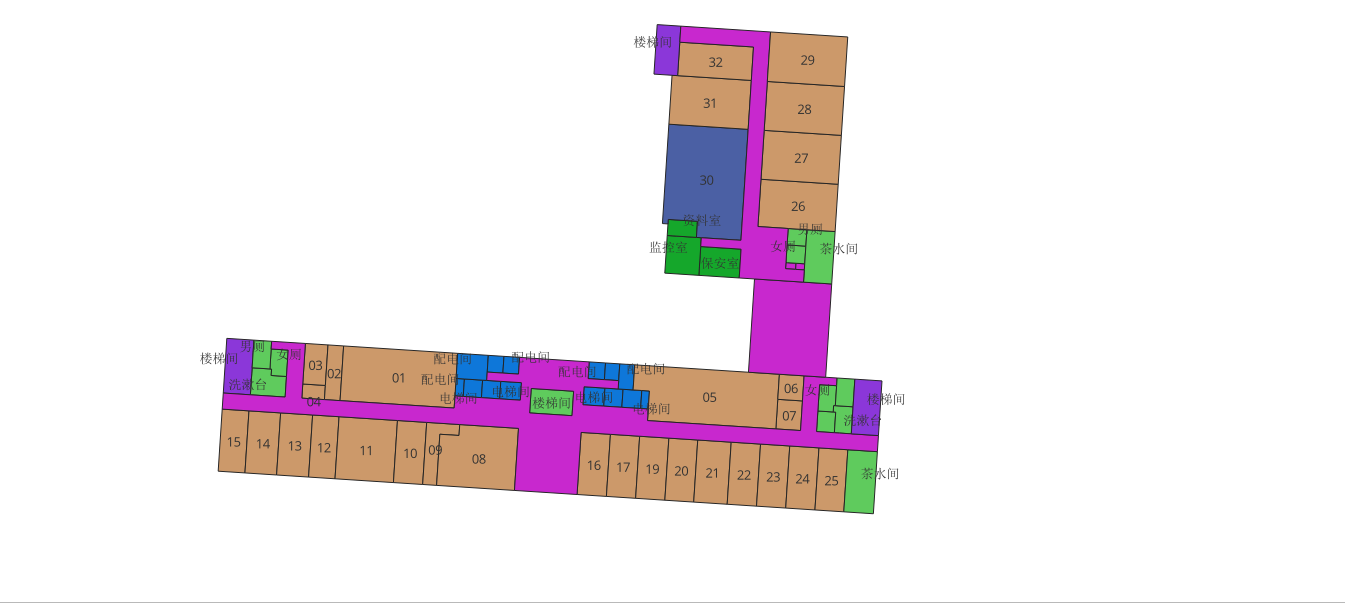 楼梯间
32
29
31
28
27
30
26
资料室
男厕
监控室
女厕
茶水间
保安室
男厕
女厕
楼梯间
03
02
01
洗漱台
04
配电间
配电间
配电间
电梯间
电梯间
楼梯间
配电间
配电间
电梯间
电梯间
05
06
07
女厕
楼梯间
洗漱台
15
14
13
12
11
10
09
08
16
17
19
20
21
22
23
24
25
茶水间